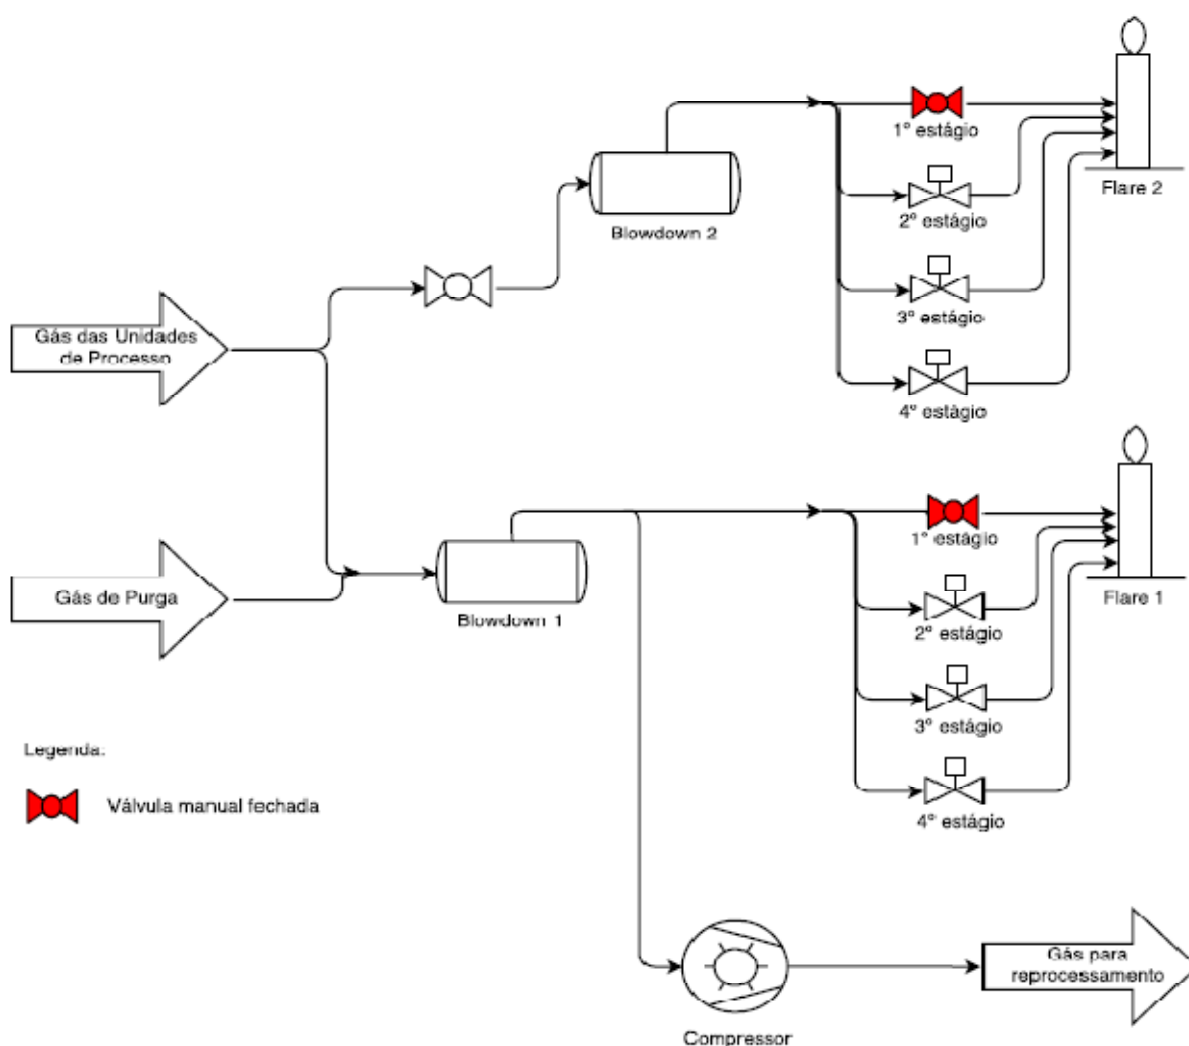 1º estágio
Flare 2
2º estágio
Blowdown 2
3º estágio
Gás das Unidades
de Processo
4º estágio
1º estágio
Gás de Purga
Flare 1
Blowdown 1
2º estágio
3º estágio
Legenda:
Válvula manual fechada
4º estágio
Gás para
reprocessamento
Compressor